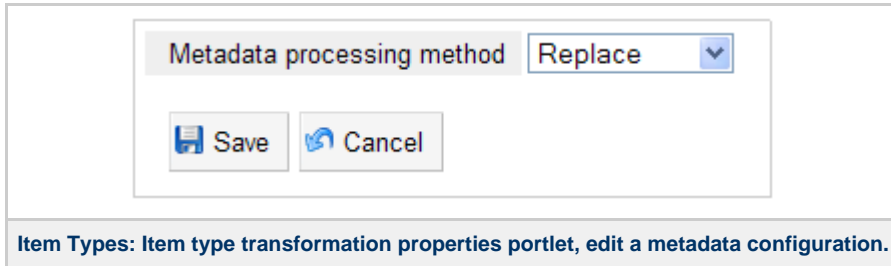 Metadata processing method Replace
Save Cancel
Item Types: Item type transformation properties portlet, edit a metadata configuration.